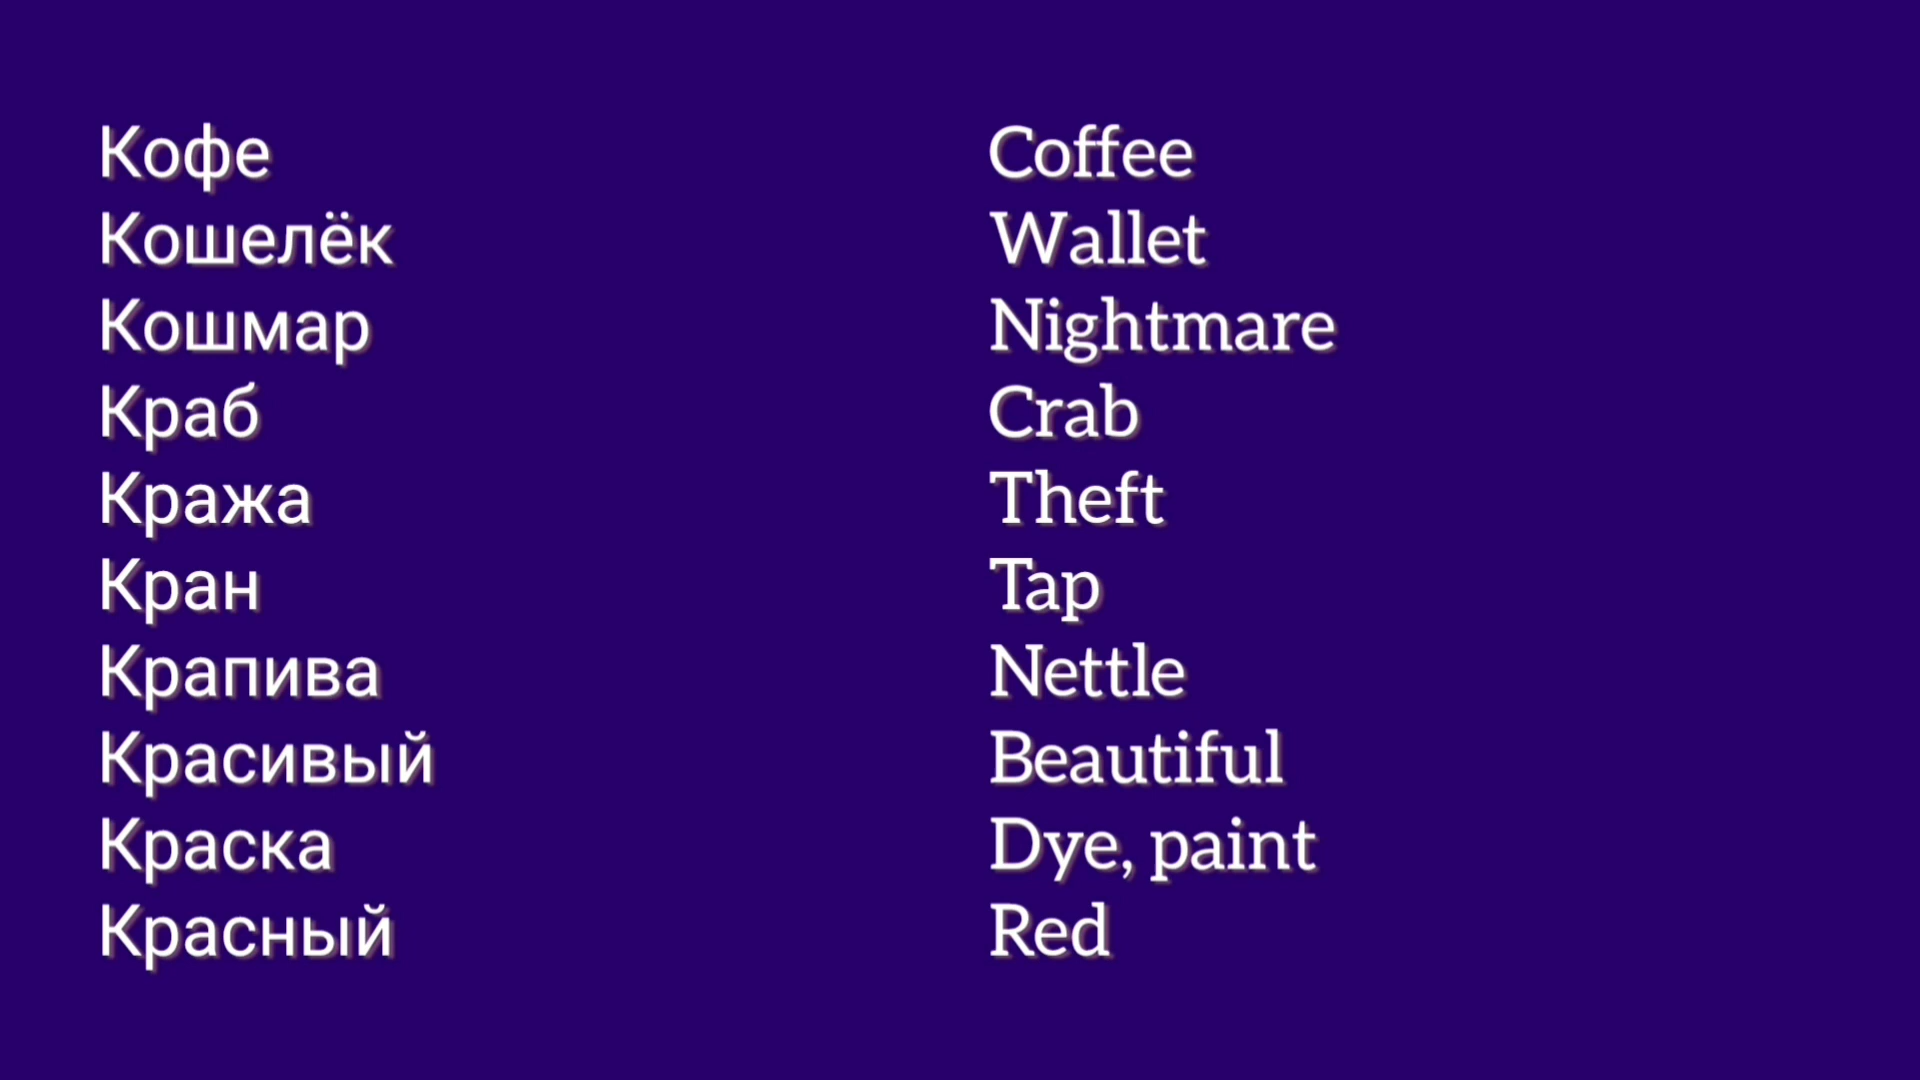 Кофе Coffee
Кошелёк Wallet
Кошмар Nightmare
Краб Crab
Кража Theft
Кран Tap
Крапива Nettle
Красивый Beautiful
Краска Dye, paint
Красный Red